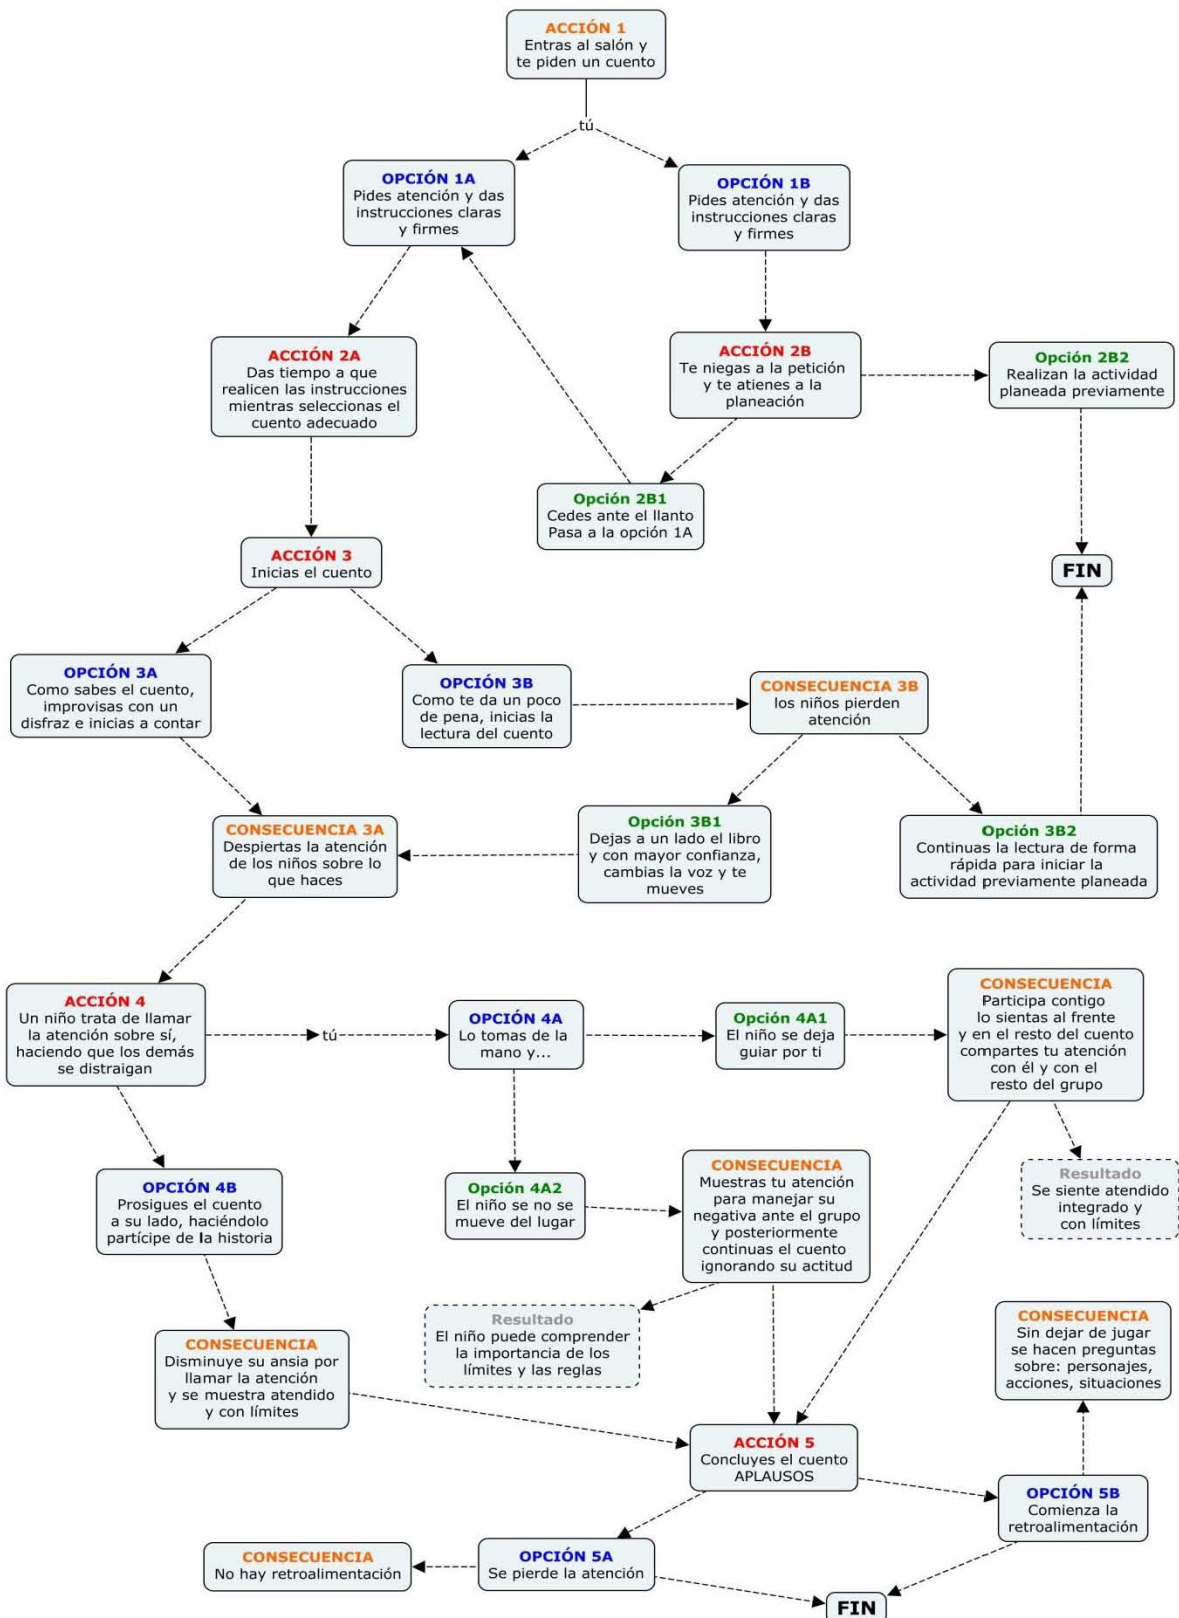 ACCIÓN 1
Entras al salón y
te piden un cuento
tú
OPCIÓN 1A
Pides atención y das
instrucciones claras
y firmes
OPCIÓN 1B
Pides atención y das
instrucciones claras
y firmes
ACCIÓN 2A
Das tiempo a que
realicen las instrucciones
mientras seleccionas el
cuento adecuado
ACCIÓN 2B
Te niegas a la petición
y te atienes a la
planeación
Opción 2B2
Realizan la actividad
planeada previamente
Opción 2B1
Cedes ante el llanto
Pasa a la opción 1A
ACCIÓN 3
Inicias el cuento
FIN
OPCIÓN 3A
Como sabes el cuento,
improvisas con un
disfraz e inicias a contar
OPCIÓN 3B
Como te da un poco
de pena, inicias la
lectura del cuento
CONSECUENCIA 3B
los niños pierden
atención
CONSECUENCIA 3A
Despiertas la atención
de los niños sobre lo
que haces
Opción 3B1
Dejas a un lado el libro
y con mayor confianza,
cambias la voz y te
mueves
Opción 3B2
Continuas la lectura de forma
rápida para iniciar la
actividad previamente planeada
ACCIÓN 4
Un niño trata de llamar
la atención sobre sí,
haciendo que los demás
se distraigan
tú
OPCIÓN 4A
Lo tomas de la
mano y...
Opción 4A1
El niño se deja
guiar por ti
CONSECUENCIA
Participa contigo
lo sientas al frente
y en el resto del cuento
compartes tu atención
con él y con el
resto del grupo
OPCIÓN 4B
Prosigues el cuento
a su lado, haciéndolo
partícipe de la historia
Opción 4A2
El niño se no se
mueve del lugar
CONSECUENCIA
Muestras tu atención
para manejar su
negativa ante el grupo
y posteriormente
continuas el cuento
ignorando su actitud
Resultado
Se siente atendido
integrado y
con límites
Resultado
El niño puede comprender
la importancia de los
límites y las reglas
CONSECUENCIA
Disminuye su ansia por
llamar la atención
y se muestra atendido
y con límites
CONSECUENCIA
Sin dejar de jugar
se hacen preguntas
sobre: personajes,
acciones, situaciones
ACCIÓN 5
Concluyes el cuento
APLAUSOS
OPCIÓN 5B
Comienza la
retroalimentación
CONSECUENCIA
No hay retroalimentación
OPCIÓN 5A
Se pierde la atención
FIN